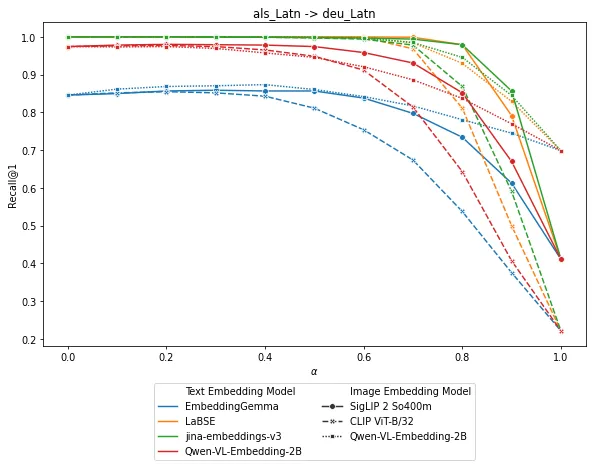 als_Latn -> deu_Latn
Recall@1
1.0
0.9
0.8
0.7
0.6
0.5
0.4
0.3
0.2
0.0 0.2 0.4 0.6 0.8 1.0
α
Text Embedding Model Image Embedding Model
EmbeddingGemma SigLIP 2 So400m
LaBSE CLIP ViT-B/32
jina-embeddings-v3 Qwen-VL-Embedding-2B
Qwen-VL-Embedding-2B